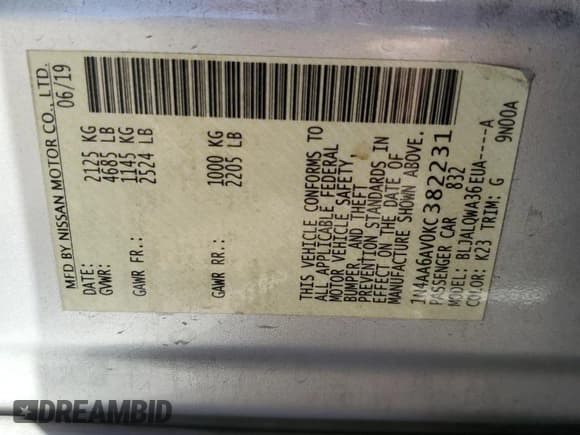 MFD BY NISSAN MOTOR CO., LTD.
DATE: 06/19
GVWR: 2125 KG
4685 LB
GAWR FR.: 1145 KG
2524 LB
GAWR RR.: 1000 KG
2205 LB
THIS VEHICLE CONFORMS TO
ALL APPLICABLE FEDERAL
MOTOR VEHICLE SAFETY,
BUMPER, AND THEFT
PREVENTION STANDARDS IN
EFFECT ON THE DATE OF
MANUFACTURE SHOWN ABOVE.
1N4AA6AV0KC382231
PASSENGER CAR 832
MODEL: BLJALQWA36EUA-----A
COLOR: K23 TRIM: G 9N00A
DREAMBID